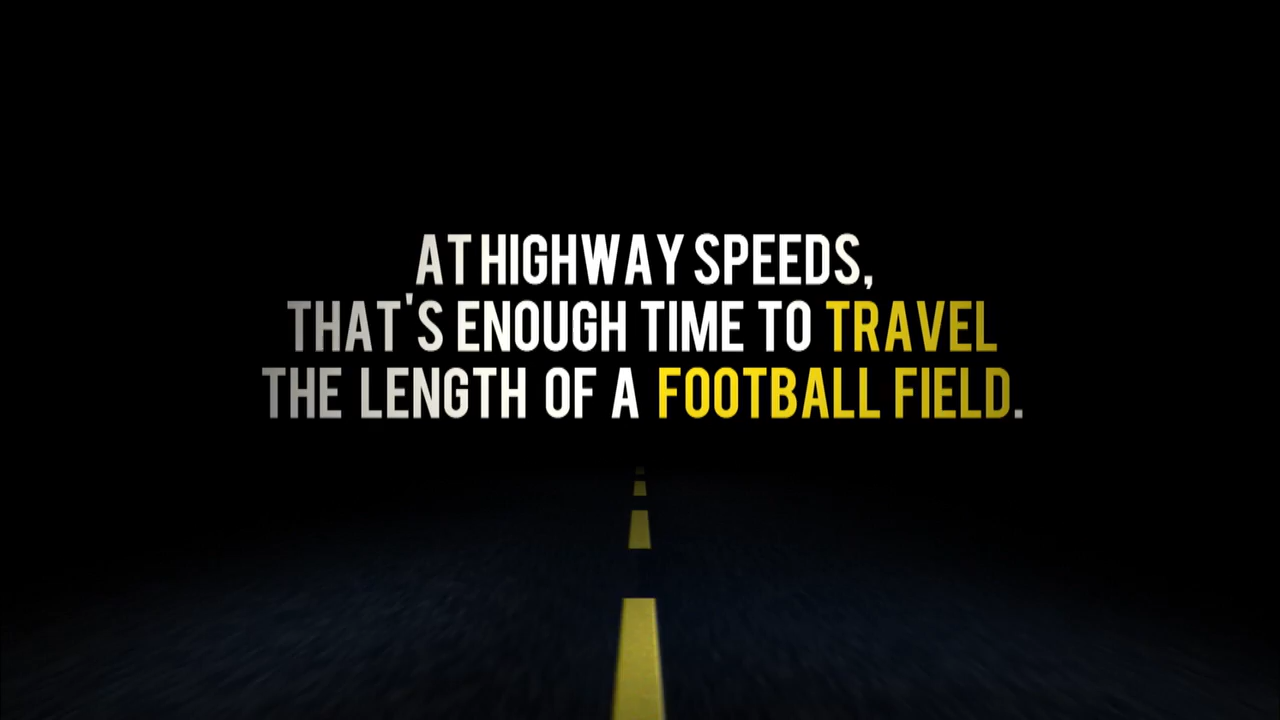 AT HIGHWAY SPEEDS,
THAT'S ENOUGH TIME TO TRAVEL
THE LENGTH OF A FOOTBALL FIELD.